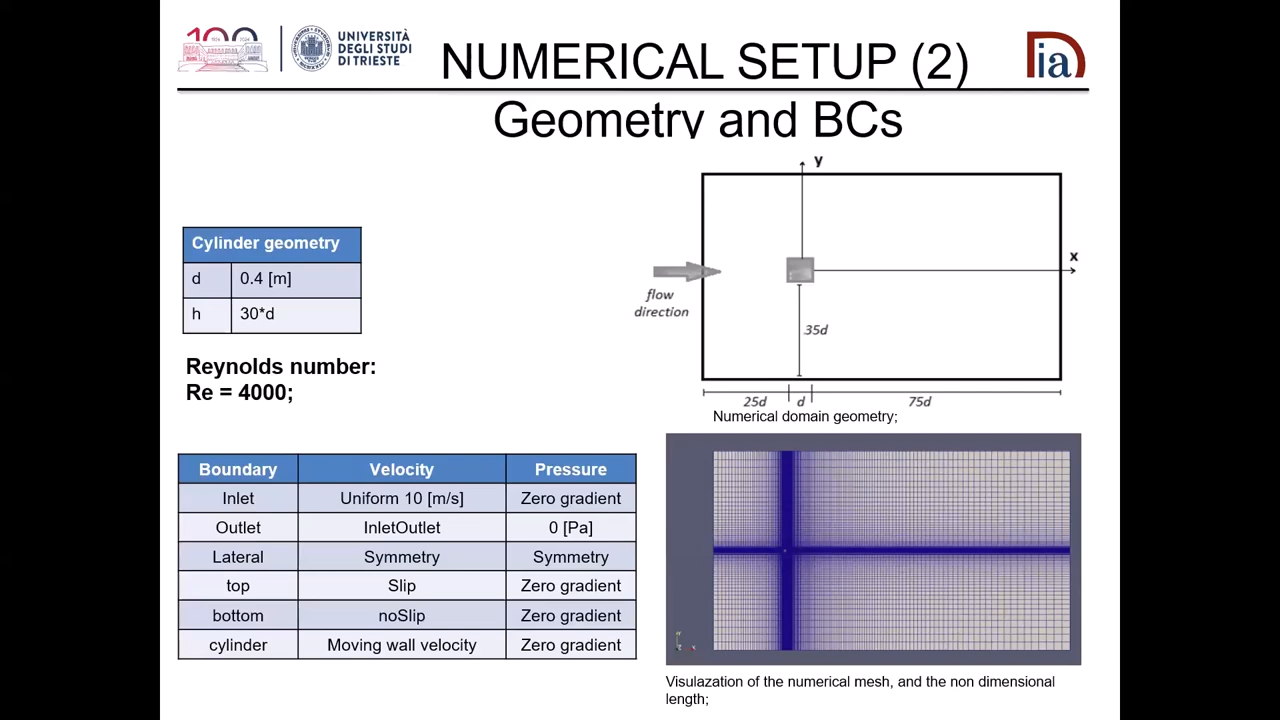 UNIVERSITÀ
DEGLI STUDI
DI TRIESTE
NUMERICAL SETUP (2)
Geometry and BCs
Cylinder geometry
d 0.4 [m]
h 30*d
Reynolds number:
Re = 4000;
y
x
flow
direction
35d
25d d 75d
Numerical domain geometry;
Boundary Velocity Pressure
Inlet Uniform 10 [m/s] Zero gradient
Outlet InletOutlet 0 [Pa]
Lateral Symmetry Symmetry
top Slip Zero gradient
bottom noSlip Zero gradient
cylinder Moving wall velocity Zero gradient
Visulazation of the numerical mesh, and the non dimensional
length;